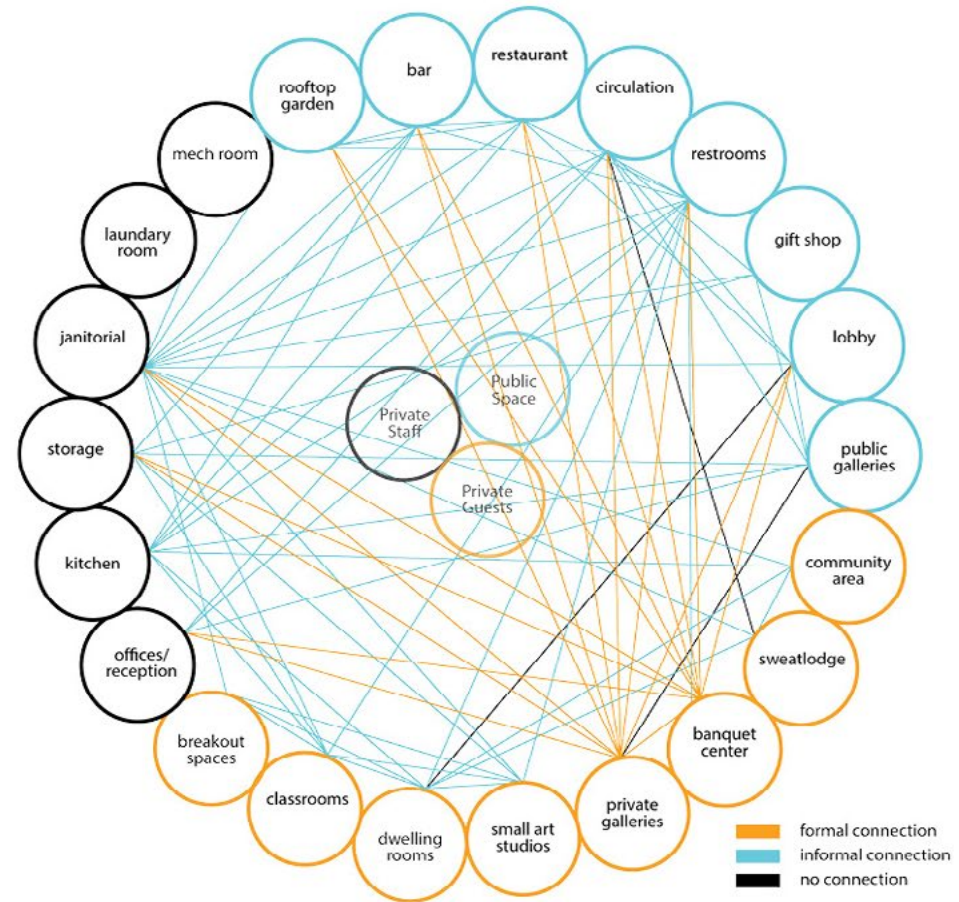 restaurant
bar
circulation
rooftop
garden
mech room
restrooms
laundary
room
gift shop
janitorial
lobby
Public
Space
Private
Staff
storage
public
galleries
Private
Guests
kitchen
community
area
offices/
reception
sweatlodge
breakout
spaces
banquet
center
classrooms
private
galleries
dwelling
rooms
small art
studios
formal connection
informal connection
no connection